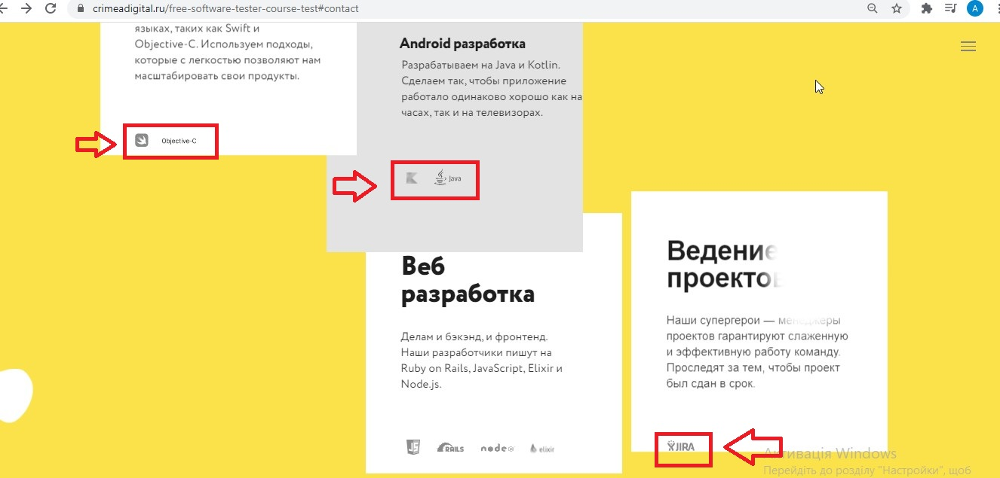 crimeadigital.ru/free-software-tester-course-test#contact
A
языках, таких как Swift и
Objective-C. Используем подходы,
которые с легкостью позволяют нам
масштабировать свои продукты.
Objective-C
Android разработка
Разрабатываем на Java и Kotlin.
Сделаем так, чтобы приложение
работало одинаково хорошо как на
часах, так и на телевизорах.
Java
Веб
разработка
Делам и бэкэнд, и фронтенд.
Наши разработчики пишут на
Ruby on Rails, JavaScript, Elixir и
Node.js.
JS
RAILS
node
elixir
Ведение
проектов
Наши супергерои — менеджеры
проектов гарантируют слаженную
и эффективную работу команду.
Проследят за тем, чтобы проект
был сдан в срок.
JIRA
Активація Windows
Перейдіть до розділу "Настройки", щоб